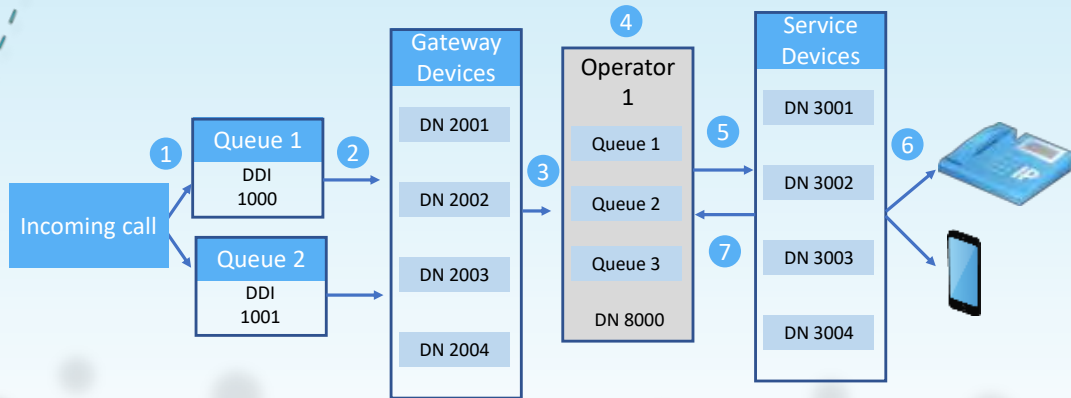 Incoming call
1
Queue 1
DDI
1000
Queue 2
DDI
1001
2
Gateway
Devices
DN 2001
DN 2002
DN 2003
DN 2004
3
4
Operator
1
Queue 1
Queue 2
Queue 3
DN 8000
5
7
Service
Devices
DN 3001
DN 3002
DN 3003
DN 3004
6
IP